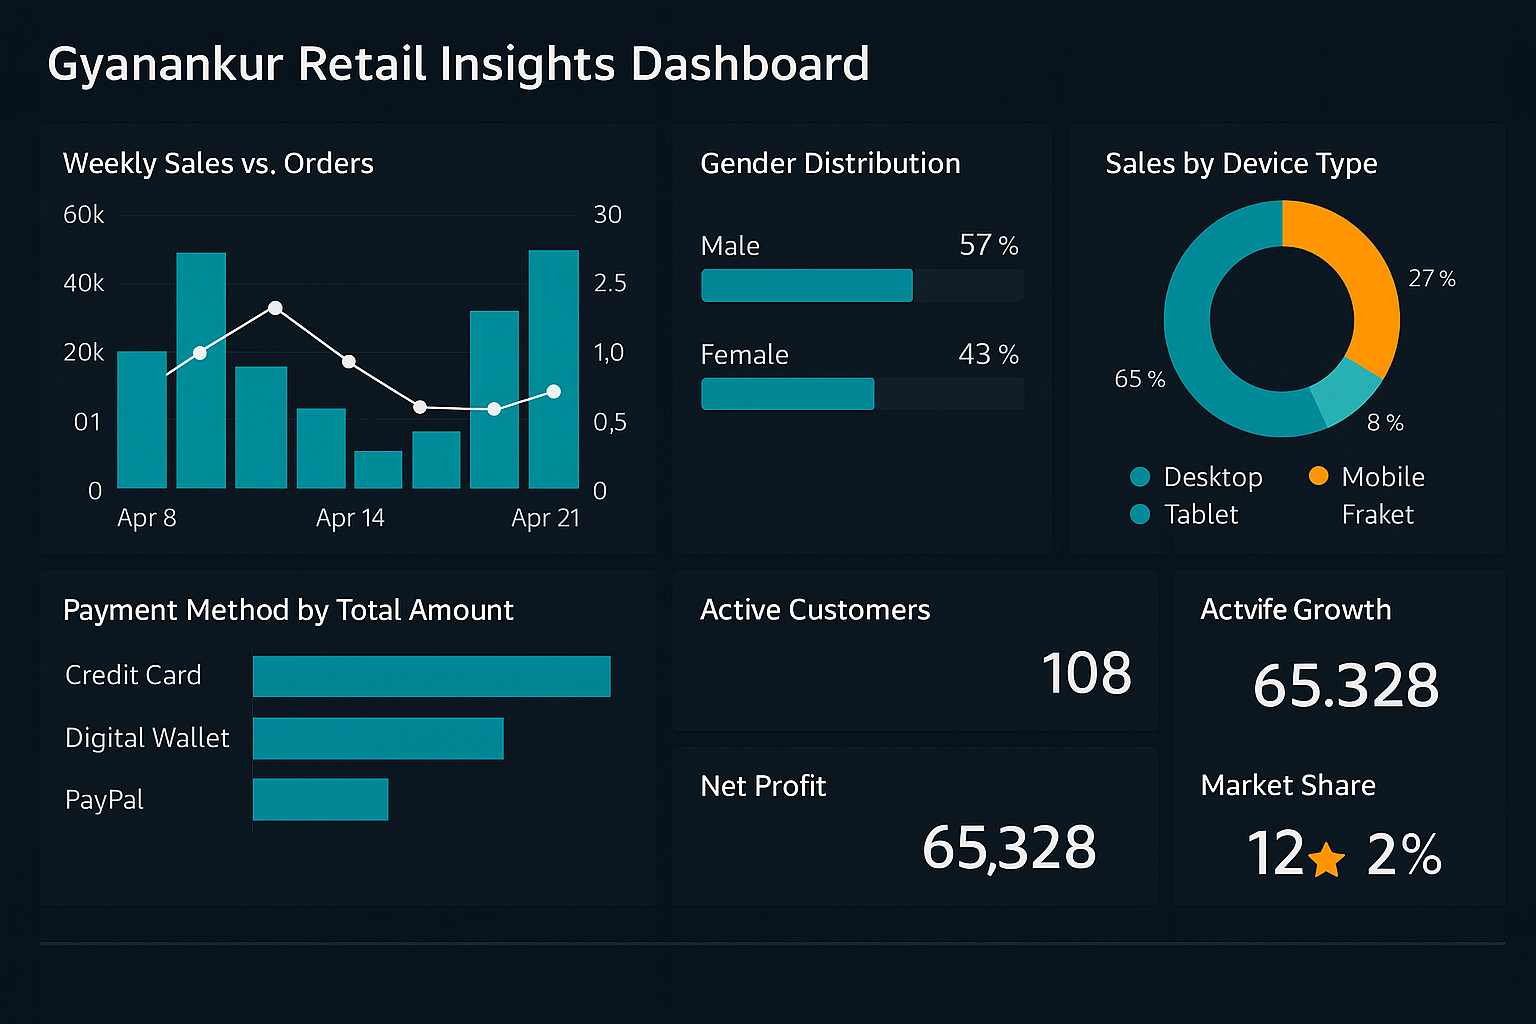 Gyanankur Retail Insights Dashboard
Weekly Sales vs. Orders
60k
40k
20k
01
0
30
2.5
1,0
0,5
0
Apr 8
Apr 14
Apr 21
Gender Distribution
Male 57 %
Female 43 %
Sales by Device Type
27 %
65 %
8 %
Desktop
Mobile
Tablet
Fraket
Payment Method by Total Amount
Credit Card
Digital Wallet
PayPal
Active Customers
108
Net Profit
65,328
Actvife Growth
65.328
Market Share
12★ 2%